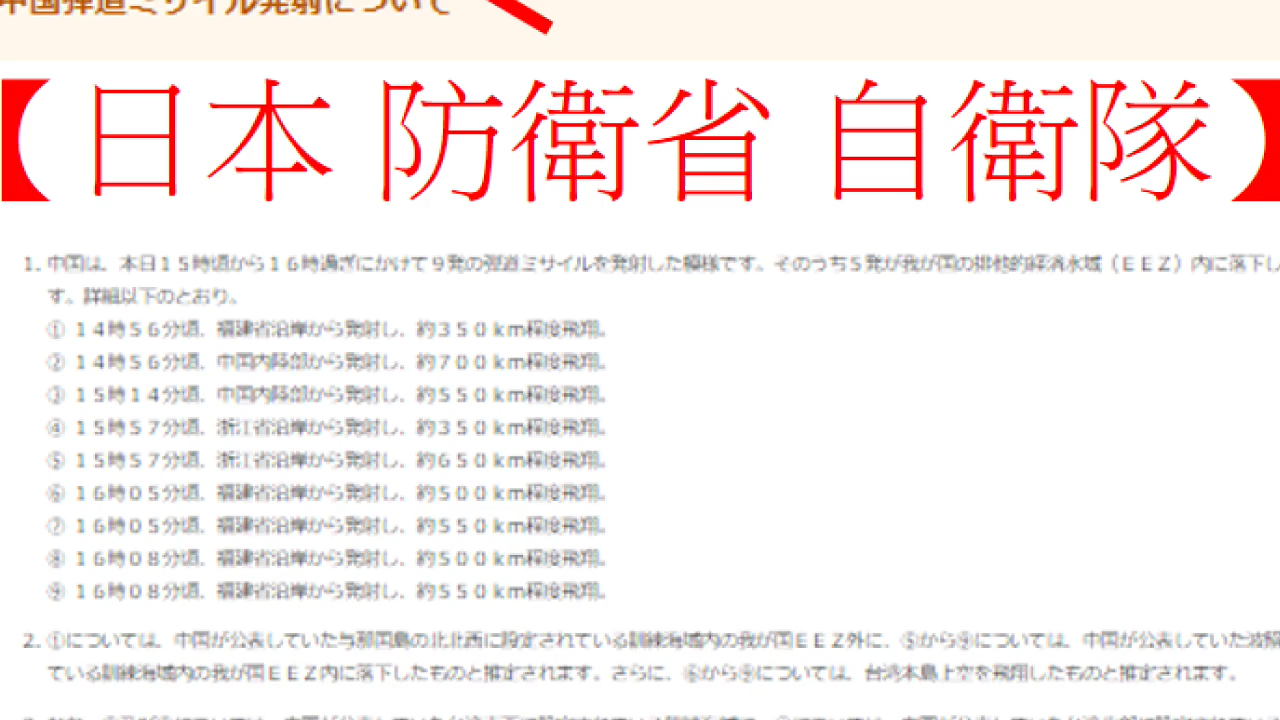 中国弾道ミサイル発射について
【日本 防衛省 自衛隊】
1. 中国は、本日１５時頃から１６時過ぎにかけて９発の弾道ミサイルを発射した模様です。そのうち５発が我が国の排他的経済水域（ＥＥＺ）内に落下し
す。詳細以下のとおり。
① １４時５６分頃、福建省沿岸から発射し、約３５０ｋｍ程度飛翔。
② １４時５６分頃、中国内陸部から発射し、約７００ｋｍ程度飛翔。
③ １５時１４分頃、中国内陸部から発射し、約５５０ｋｍ程度飛翔。
④ １５時５７分頃、浙江省沿岸から発射し、約３５０ｋｍ程度飛翔。
⑤ １５時５７分頃、浙江省沿岸から発射し、約６５０ｋｍ程度飛翔。
⑥ １６時０５分頃、福建省沿岸から発射し、約５００ｋｍ程度飛翔。
⑦ １６時０５分頃、福建省沿岸から発射し、約５５０ｋｍ程度飛翔。
⑧ １６時０８分頃、福建省沿岸から発射し、約５００ｋｍ程度飛翔。
⑨ １６時０８分頃、福建省沿岸から発射し、約５５０ｋｍ程度飛翔。
2. ①については、中国が公表していた与那国島の北北西に設定されている訓練海域内の我が国ＥＥＺ外に、⑤から⑨については、中国が公表していた波照
ている訓練海域内の我が国ＥＥＺ内に落下したものと推定されます。さらに、⑥から⑨については、台湾本島上空を飛翔したものと推定されます。